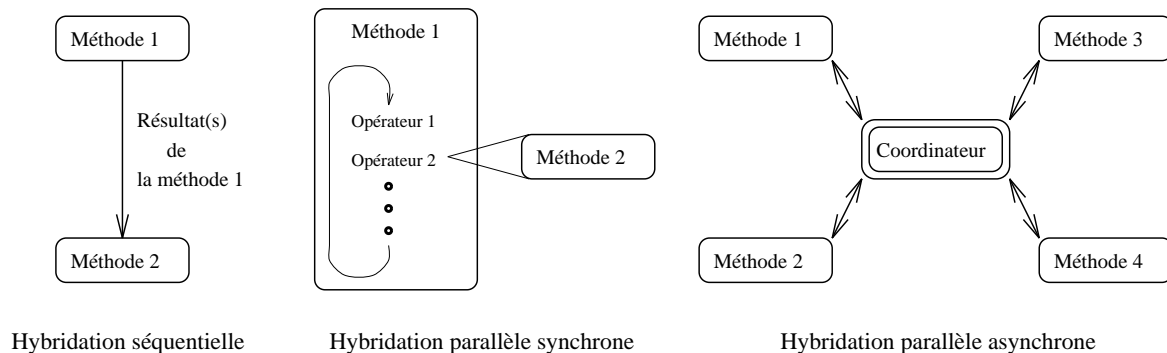 Méthode 1
Résultat(s)
de
la méthode 1
Méthode 2
Hybridation séquentielle
Méthode 1
Opérateur 1
Opérateur 2
Méthode 2
Hybridation parallèle synchrone
Méthode 1
Méthode 3
Coordinateur
Méthode 2
Méthode 4
Hybridation parallèle asynchrone